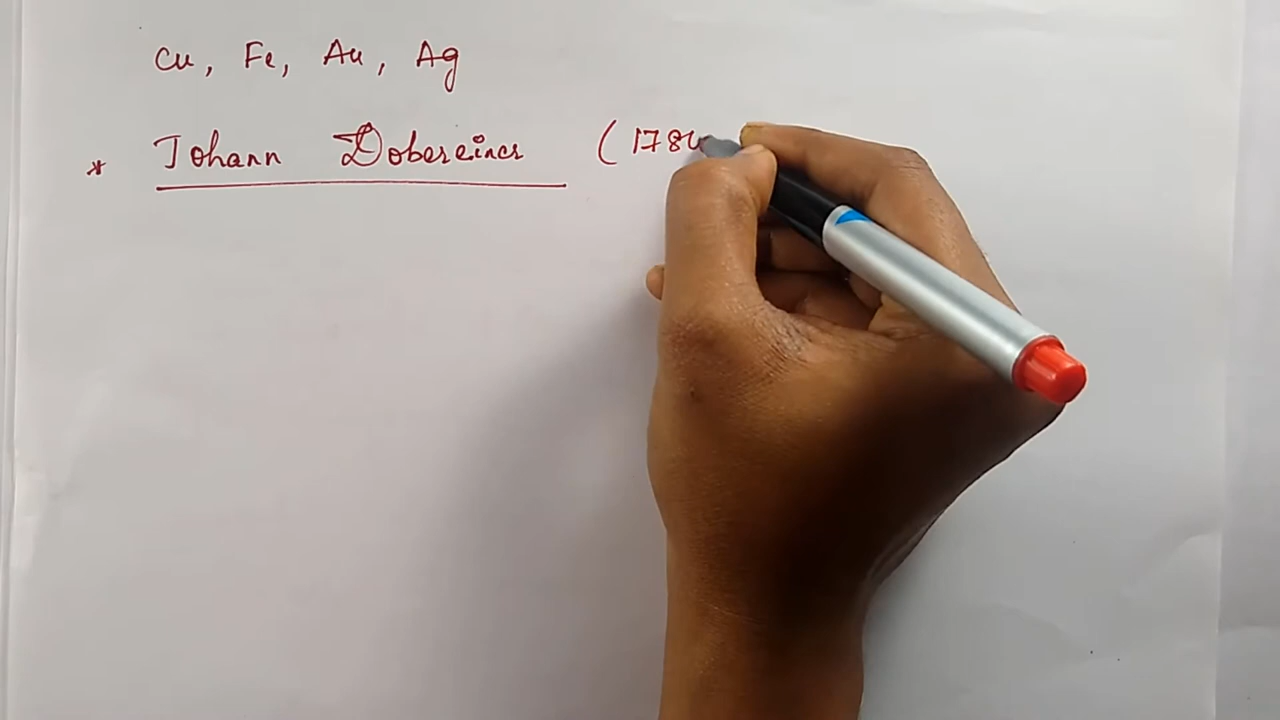 Cu, Fe, Au, Ag
* Johann Dobereiner (178